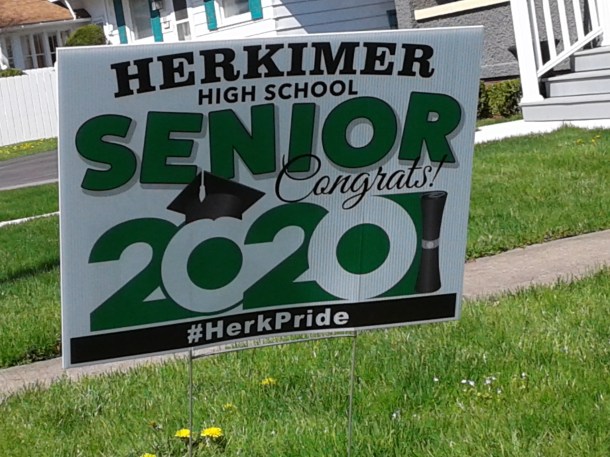 HERKIMER
HIGH SCHOOL
SENIOR
Congrats!
2020
#HerkPride